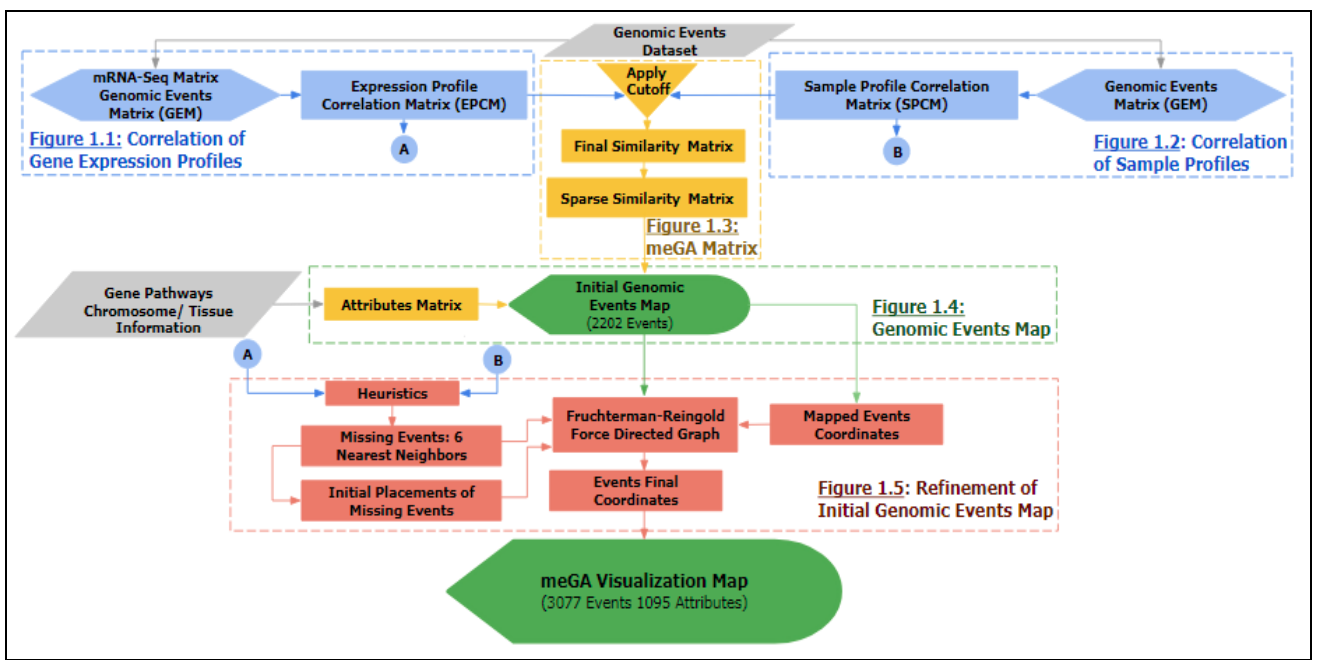 Genomic Events
Dataset
mRNA-Seq Matrix
Genomic Events
Matrix (GEM)
Expression Profile
Correlation Matrix (EPCM)
A
Figure 1.1: Correlation of
Gene Expression Profiles
Apply
Cutoff
Final Similarity Matrix
Sparse Similarity Matrix
Figure 1.3:
meGA Matrix
Sample Profile Correlation
Matrix (SPCM)
B
Genomic Events
Matrix (GEM)
Figure 1.2: Correlation
of Sample Profiles
Gene Pathways
Chromosome/ Tissue
Information
Attributes Matrix
Initial Genomic
Events Map
(2202 Events)
Figure 1.4:
Genomic Events Map
A
B
Heuristics
Missing Events: 6
Nearest Neighbors
Initial Placements of
Missing Events
Fruchterman-Reingold
Force Directed Graph
Events Final
Coordinates
Mapped Events
Coordinates
Figure 1.5: Refinement of
Initial Genomic Events Map
meGA Visualization Map
(3077 Events 1095 Attributes)